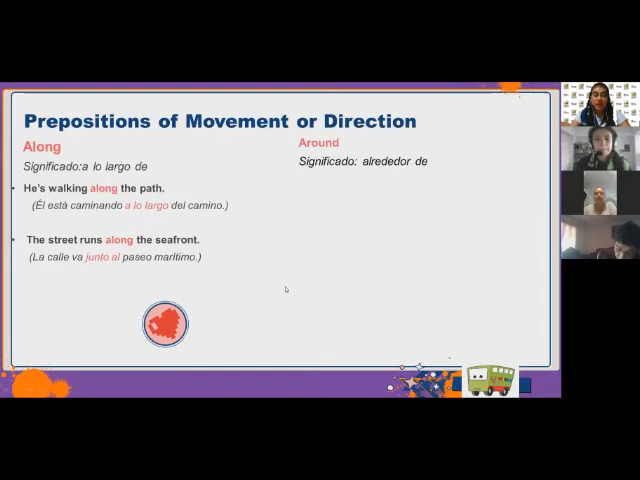 Prepositions of Movement or Direction
Along
Significado:a lo largo de
• He's walking along the path.
(Él está caminando a lo largo del camino.)
• The street runs along the seafront.
(La calle va junto al paseo marítimo.)
Around
Significado: alrededor de